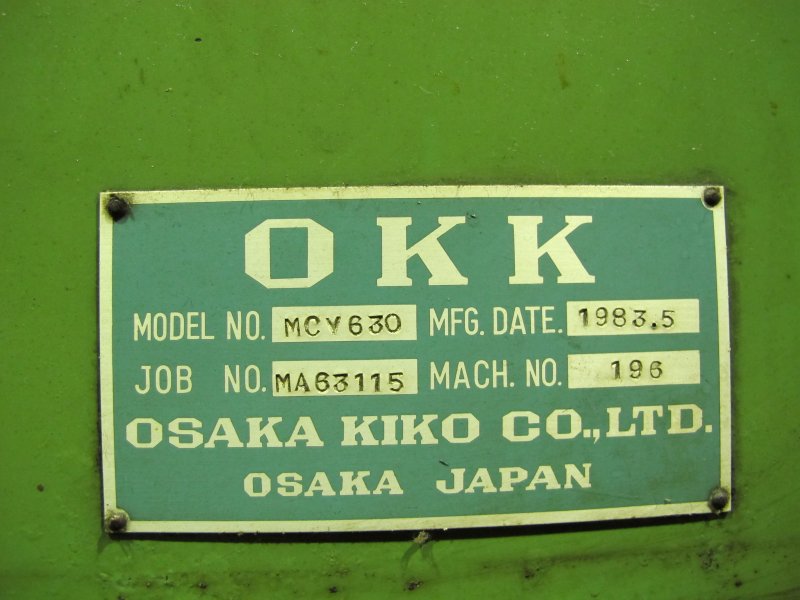 OKK
MODEL NO. MCV630 MFG. DATE. 1983.5
JOB NO. MA63115 MACH. NO. 196
OSAKA KIKO CO.,LTD.
OSAKA JAPAN